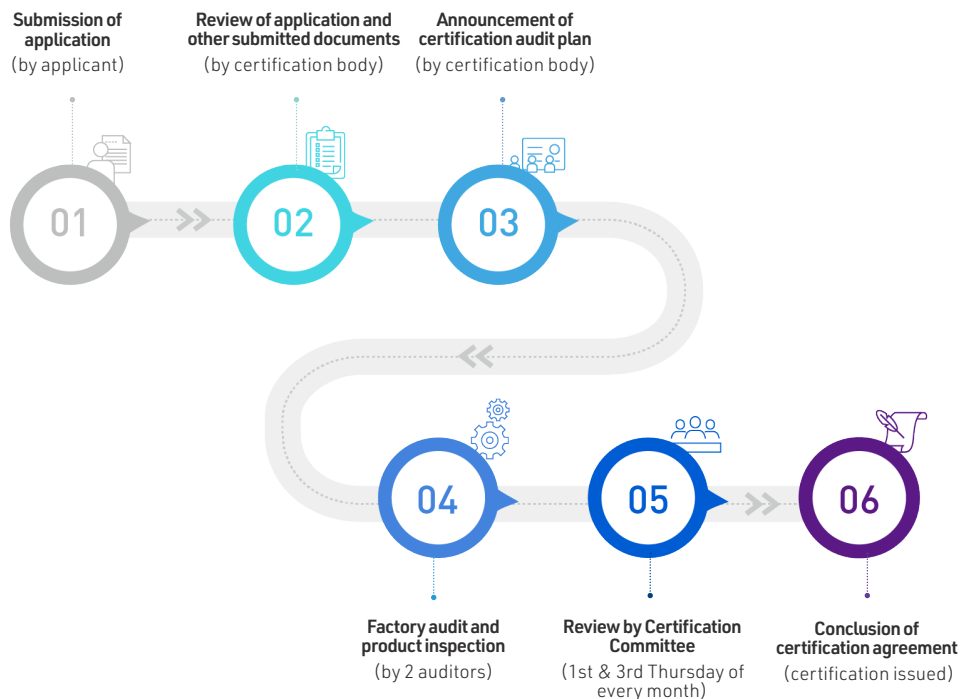 Submission of
application
(by applicant)
Review of application and
other submitted documents
(by certification body)
Announcement of
certification audit plan
(by certification body)
01
02
03
04
05
06
Factory audit and
product inspection
(by 2 auditors)
Review by Certification
Committee
(1st & 3rd Thursday of
every month)
Conclusion of
certification agreement
(certification issued)